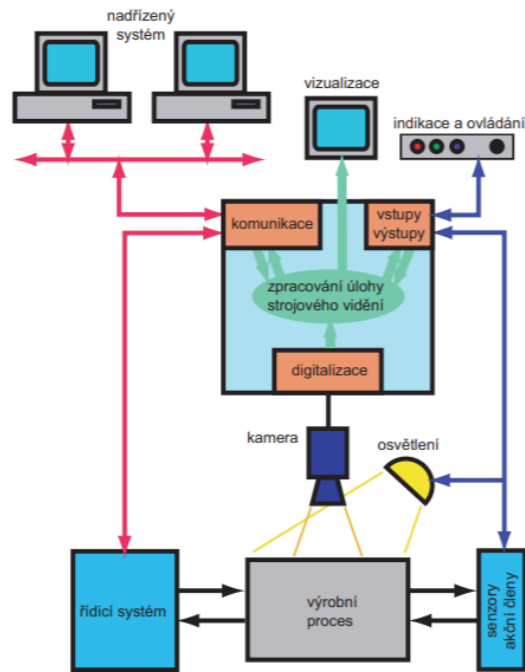 nadřízený
systém
vizualizace
indikace a ovládání
komunikace
vstupy
výstupy
zpracování úlohy
strojového vidění
digitalizace
kamera
osvětlení
řídicí systém
výrobní
proces
senzory
akční členy